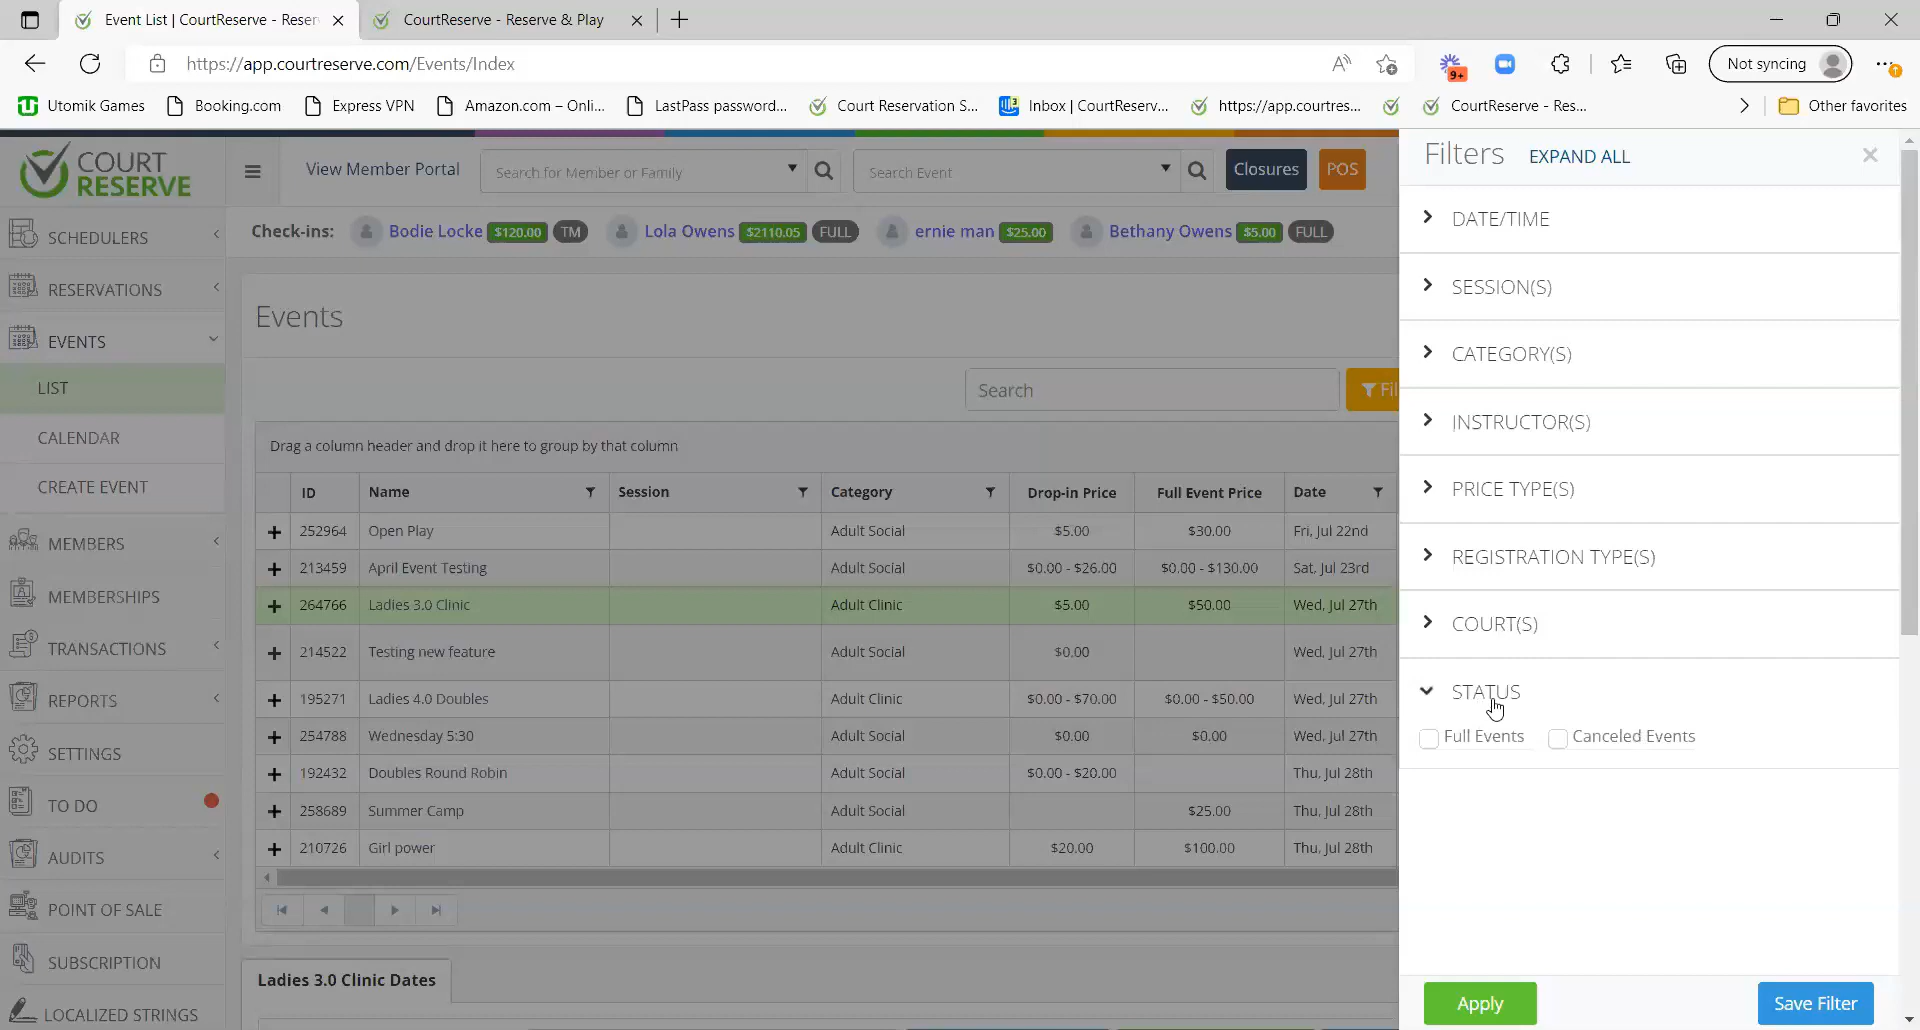 Event List | CourtReserve - Reser
CourtReserve - Reserve & Play
https://app.courtreserve.com/Events/Index
9+
Not syncing
Utomik Games
Booking.com
Express VPN
Amazon.com – Onli...
LastPass password...
Court Reservation S...
Inbox | CourtReserv...
https://app.courtres...
CourtReserve - Res...
Other favorites
COURT
RESERVE
View Member Portal
Search for Member or Family
Search Event
Closures
POS
Check-ins:
Bodie Locke $120.00 TM
Lola Owens $2110.05 FULL
ernie man $25.00
Bethany Owens $5.00 FULL
SCHEDULERS
RESERVATIONS
EVENTS
LIST
CALENDAR
CREATE EVENT
MEMBERS
MEMBERSHIPS
TRANSACTIONS
REPORTS
SETTINGS
TO DO
AUDITS
POINT OF SALE
SUBSCRIPTION
LOCALIZED STRINGS
Events
Search
Fil
Drag a column header and drop it here to group by that column
ID Name Session Category Drop-in Price Full Event Price Date
252964 Open Play Adult Social $5.00 $30.00 Fri, Jul 22nd
213459 April Event Testing Adult Social $0.00 - $26.00 $0.00 - $130.00 Sat, Jul 23rd
264766 Ladies 3.0 Clinic Adult Clinic $5.00 $50.00 Wed, Jul 27th
214522 Testing new feature Adult Social $0.00 Wed, Jul 27th
195271 Ladies 4.0 Doubles Adult Clinic $0.00 - $70.00 $0.00 - $50.00 Wed, Jul 27th
254788 Wednesday 5:30 Adult Social $0.00 $0.00 Wed, Jul 27th
192432 Doubles Round Robin Adult Social $0.00 - $20.00 Thu, Jul 28th
258689 Summer Camp Adult Social $25.00 Thu, Jul 28th
210726 Girl power Adult Clinic $20.00 $100.00 Thu, Jul 28th
Ladies 3.0 Clinic Dates
Filters EXPAND ALL
DATE/TIME
SESSION(S)
CATEGORY(S)
INSTRUCTOR(S)
PRICE TYPE(S)
REGISTRATION TYPE(S)
COURT(S)
STATUS
Full Events Canceled Events
Apply
Save Filter